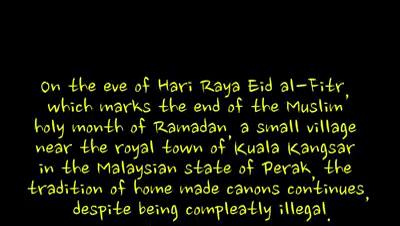 On the eve of Hari Raya Eid al-Fitr,
which marks the end of the Muslim
holy month of Ramadan, a small village
near the royal town of Kuala Kangsar
in the Malaysian state of Perak, the
tradition of home made canons continues,
despite being compleatly illegal.